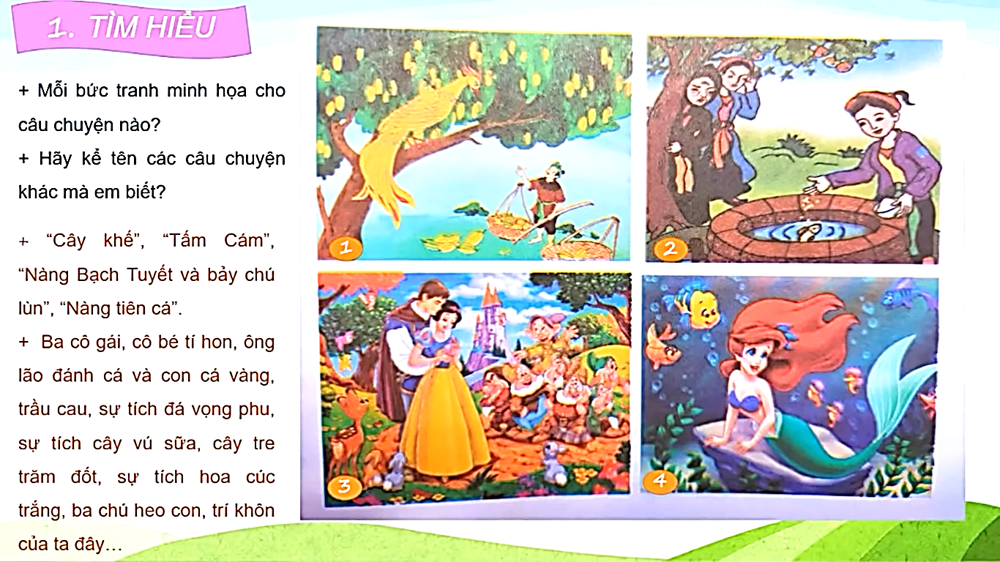 1. TÌM HIỂU
+ Mỗi bức tranh minh họa cho
câu chuyện nào?
+ Hãy kể tên các câu chuyện
khác mà em biết?
+ “Cây khế”, “Tấm Cám”,
“Nàng Bạch Tuyết và bảy chú
lùn”, “Nàng tiên cá”.
+ Ba cô gái, cô bé tí hon, ông
lão đánh cá và con cá vàng,
trầu cau, sự tích đá vọng phu,
sự tích cây vú sữa, cây tre
trăm đốt, sự tích hoa cúc
trắng, ba chú heo con, trí khôn
của ta đây…
1
2
3
4